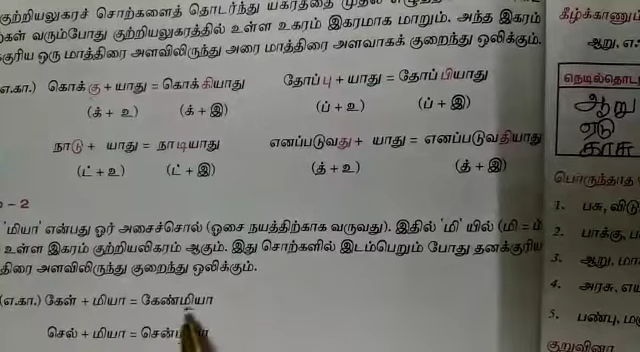 குற்றியலுகரச் சொற்களைத் தொடர்ந்து யகரத்தை முதல்
கள் வரும்போது குற்றியலுகரத்தில் உள்ள உகரம் இகரமாக மாறும். அந்த இகரம்
க்குரிய ஒரு மாத்திரை அளவிலிருந்து அரை மாத்திரை அளவாகக் குறைந்து ஒலிக்கும்.
எ.கா.) கொக்கு + யாது = கொக்கியாது தோப்பு + யாது = தோப்பியாது
(க் + உ) (க் + இ) (ப் + உ) (ப் + இ)
நாடு + யாது = நாடியாது எனப்படுவது + யாது = எனப்படுவதியாது
(ட் + உ) (ட் + இ) (த் + உ) (த் + இ)
– 2
'மியா' என்பது ஓர் அசைச்சொல் (ஓசை நயத்திற்காக வருவது). இதில் 'மி' யில் (மி = ம்
உள்ள இகரம் குற்றியலிகரம் ஆகும். இது சொற்களில் இடம்பெறும் போது தனக்குரிய
திரை அளவிலிருந்து குறைந்து ஒலிக்கும்.
(எ.கா.) கேள் + மியா = கேண்மியா
செல் + மியா =
கீழ்க்காணும்
ஆறு, எ
நெடில்தொட
ஆறு
ஏடு
காசு
பொருந்தாத
1. பசு, விடு
2. பாக்கு, ப
3. ஆறு, மா
4. அரசு, எய
5. பண்பு, மஞ
குறுவினா